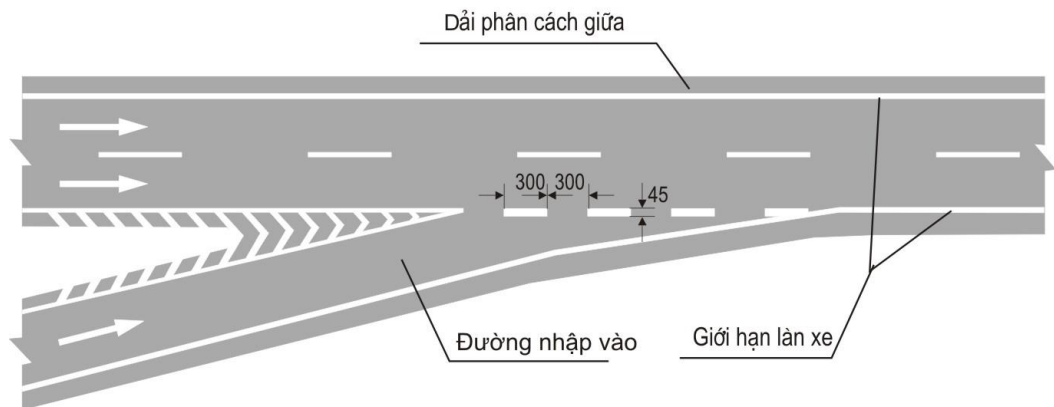 Dải phân cách giữa
300 300
45
Đường nhập vào
Giới hạn làn xe